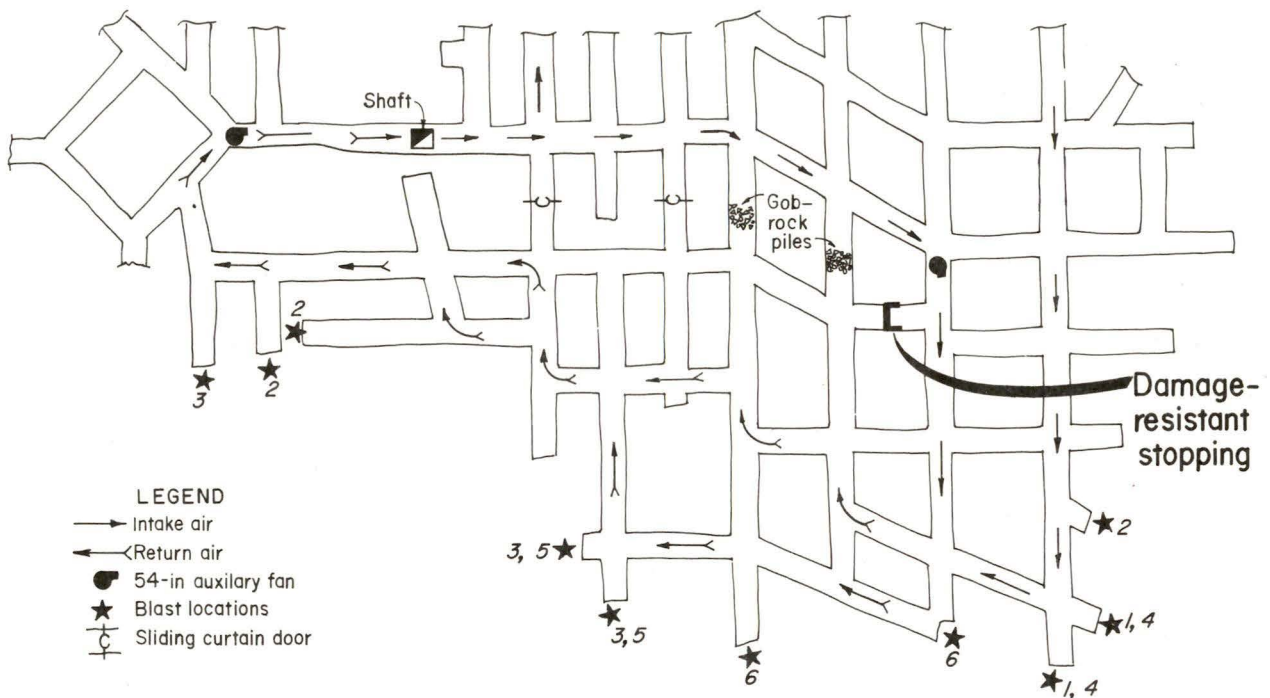 Shaft
Gob-
rock
piles
Damage-
resistant
stopping
2
3
2
2
3, 5
3,5
1, 4
6
6
1, 4
LEGEND
Intake air
Return air
54-in auxilary fan
Blast locations
C Sliding curtain door
C
C